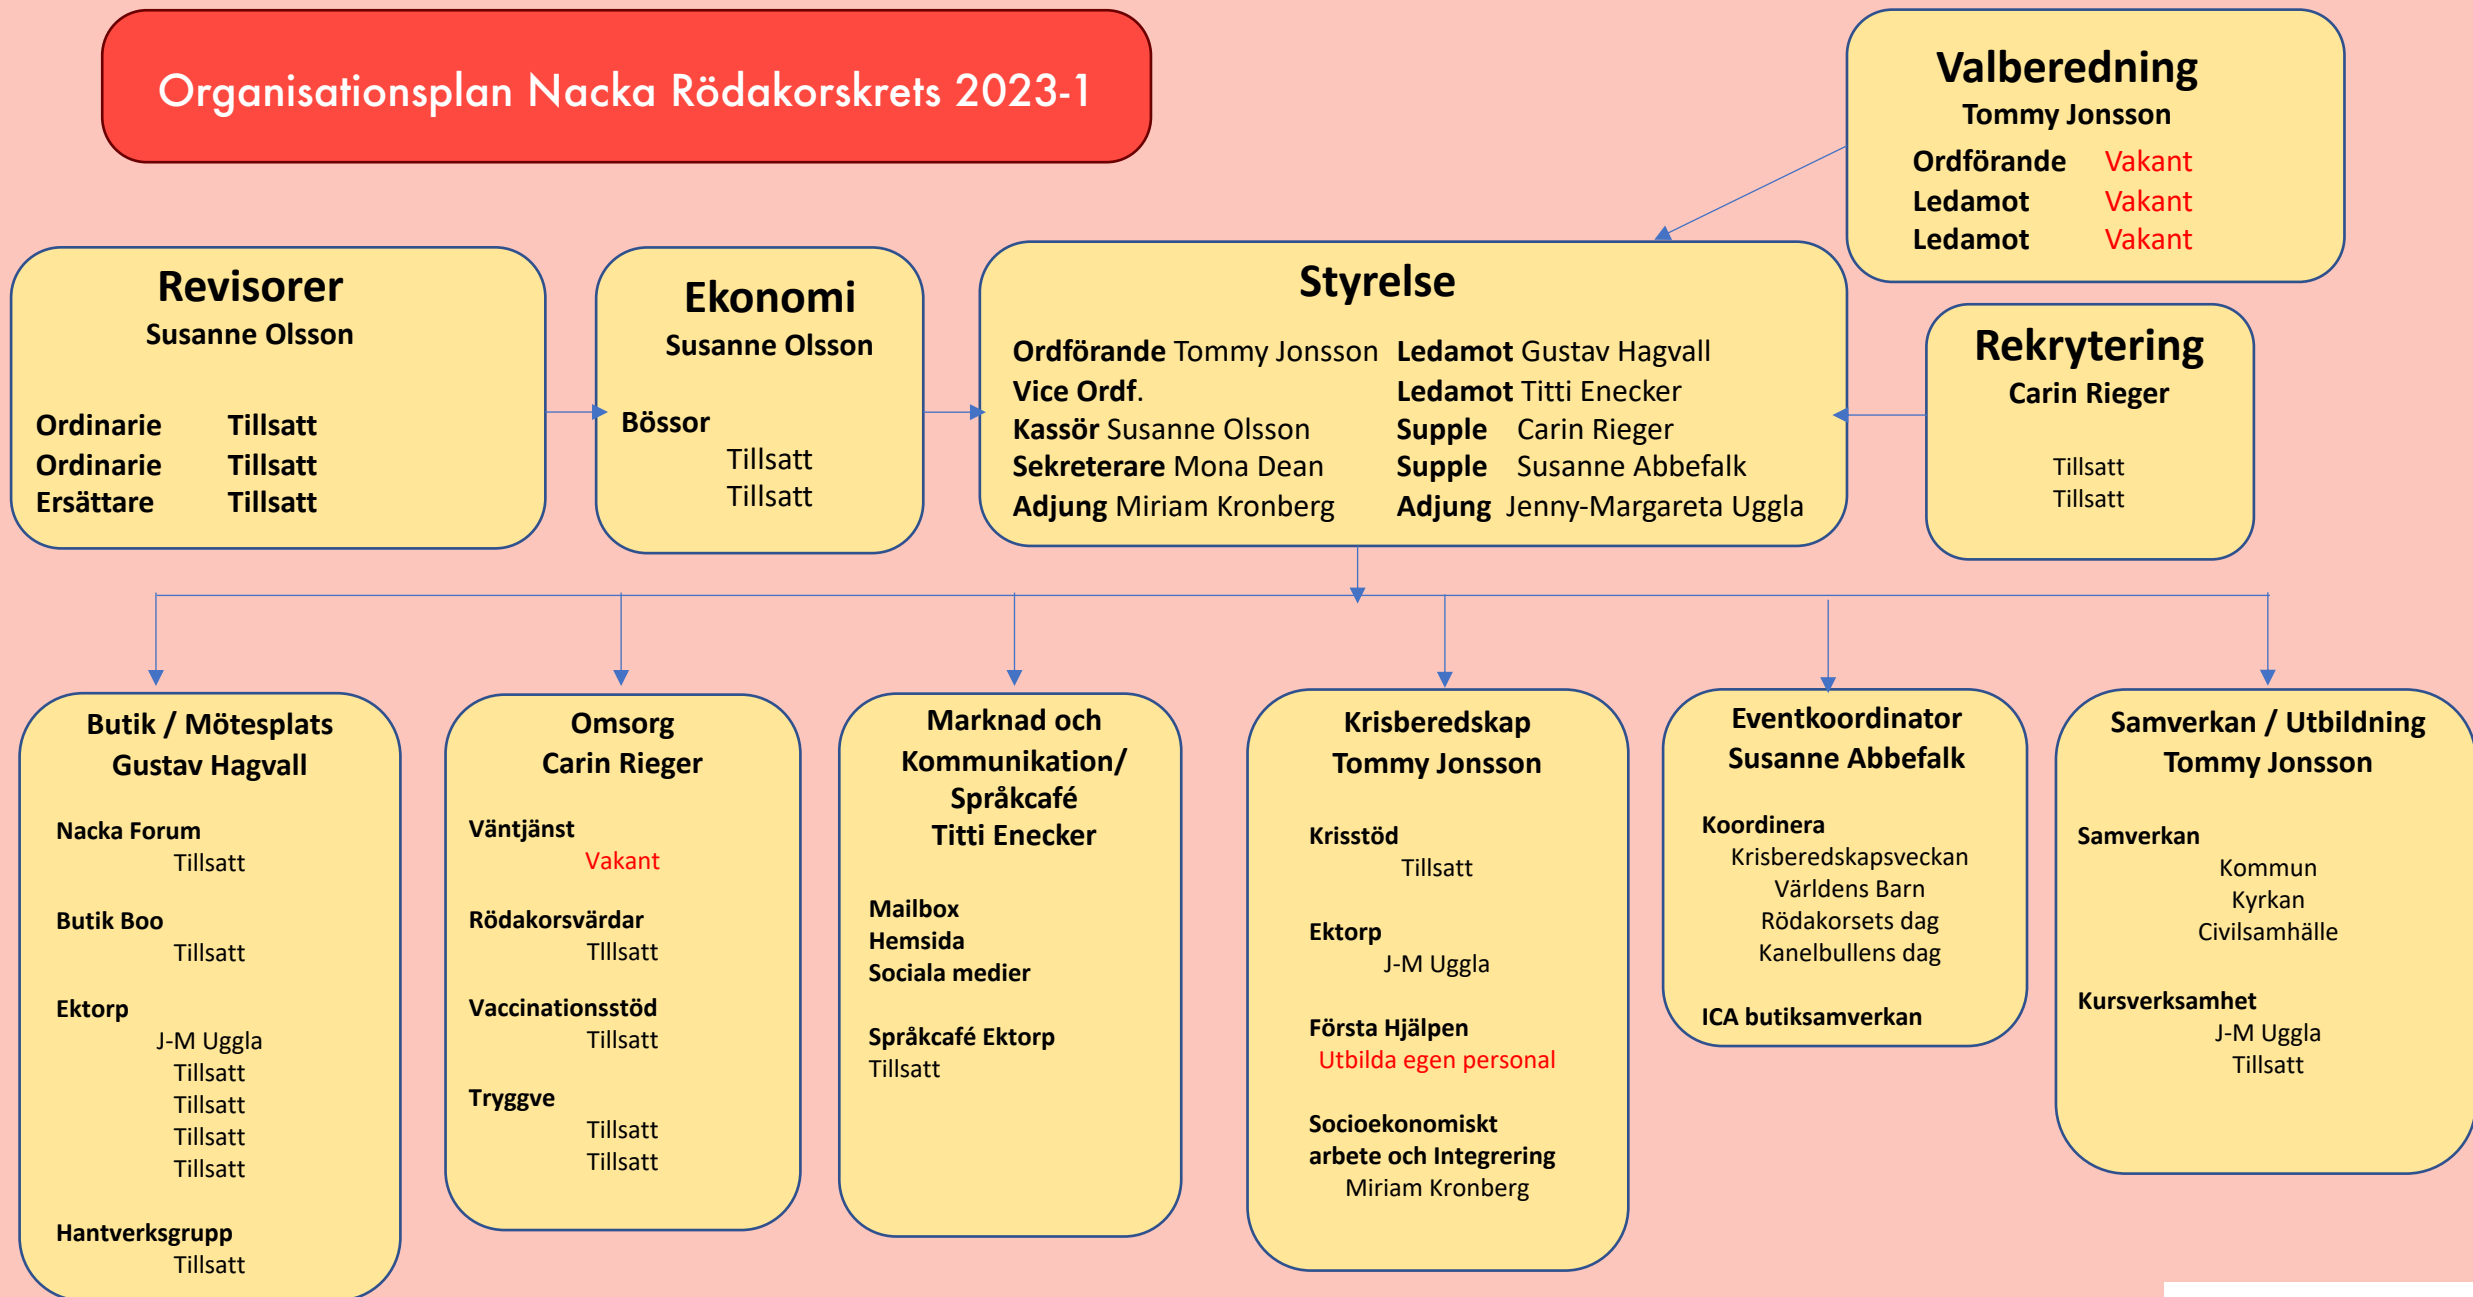 Organisationsplan Nacka Rödakorskrets 2023-1
Valberedning
Tommy Jonsson
Ordförande Vakant
Ledamot Vakant
Ledamot Vakant
Revisorer
Susanne Olsson
Ordinarie Tillsatt
Ordinarie Tillsatt
Ersättare Tillsatt
Ekonomi
Susanne Olsson
Bössor
Tillsatt
Tillsatt
Styrelse
Ordförande Tommy Jonsson Ledamot Gustav Hagvall
Vice Ordf. Ledamot Titti Enecker
Kassör Susanne Olsson Supple Carin Rieger
Sekreterare Mona Dean Supple Susanne Abbefalk
Adjung Miriam Kronberg Adjung Jenny-Margareta Uggla
Rekrytering
Carin Rieger
Tillsatt
Tillsatt
Butik / Mötesplats
Gustav Hagvall
Nacka Forum
Tillsatt
Butik Boo
Tillsatt
Ektorp
J-M Uggla
Tillsatt
Tillsatt
Tillsatt
Tillsatt
Hantverksgrupp
Tillsatt
Omsorg
Carin Rieger
Väntjänst
Vakant
Rödakorsvärdar
Tlllsatt
Vaccinationsstöd
Tillsatt
Tryggve
Tillsatt
Tillsatt
Marknad och
Kommunikation/
Språkcafé
Titti Enecker
Mailbox
Hemsida
Sociala medier
Språkcafé Ektorp
Tillsatt
Krisberedskap
Tommy Jonsson
Krisstöd
Tillsatt
Ektorp
J-M Uggla
Första Hjälpen
Utbilda egen personal
Socioekonomiskt
arbete och Integrering
Miriam Kronberg
Eventkoordinator
Susanne Abbefalk
Koordinera
Krisberedskapsveckan
Världens Barn
Rödakorsets dag
Kanelbullens dag
ICA butiksamverkan
Samverkan / Utbildning
Tommy Jonsson
Samverkan
Kommun
Kyrkan
Civilsamhälle
Kursverksamhet
J-M Uggla
Tillsatt